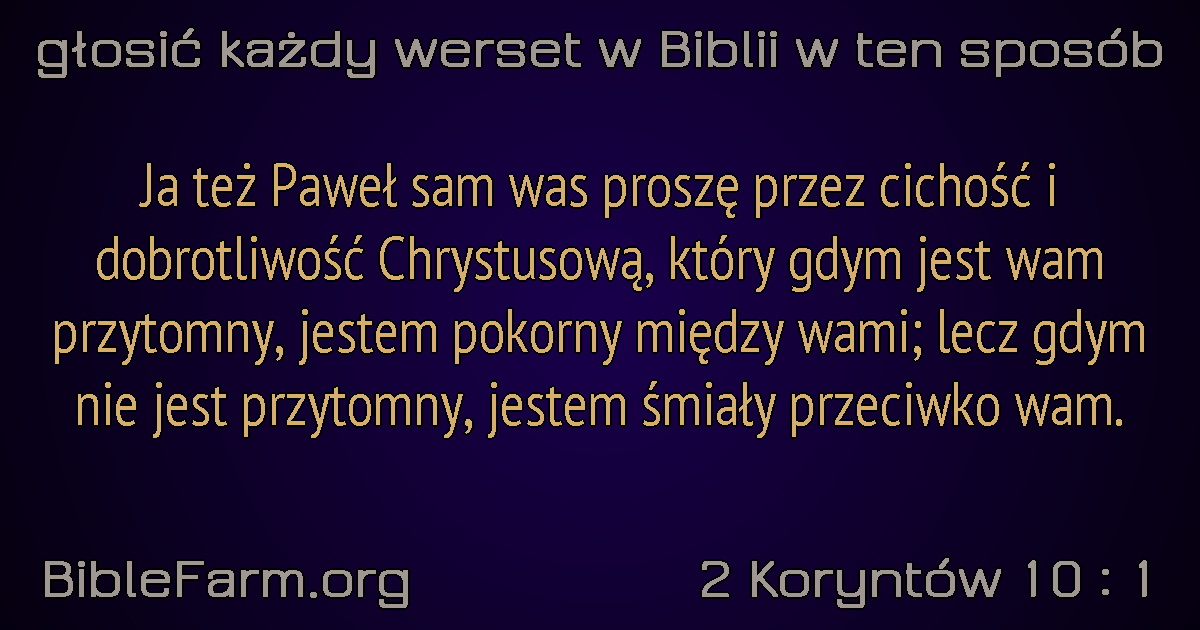 głosić każdy werset w Biblii w ten sposób
Ja też Paweł sam was proszę przez cichość i
dobrotliwość Chrystusową, który gdym jest wam
przytomny, jestem pokorny między wami; lecz gdym
nie jest przytomny, jestem śmiały przeciwko wam.
BibleFarm.org
2 Koryntów 10 : 1